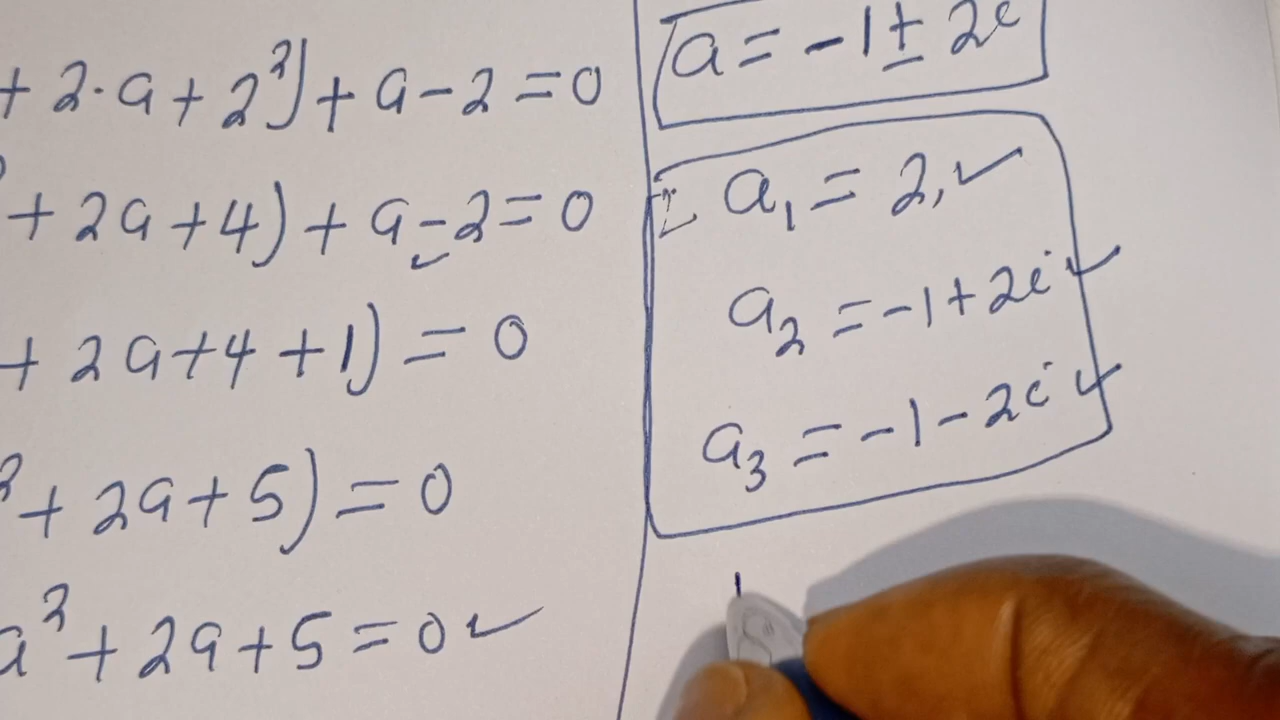 + 2·a + 2²) + a - 2 = 0
+ 2a + 4) + a - 2 = 0
+ 2a + 4 + 1) = 0
² + 2a + 5) = 0
a² + 2a + 5 = 0 ✓
a = -1 ± 2i
a₁ = 2, ✓
a₂ = -1 + 2i ✓
a₃ = -1 - 2i ✓